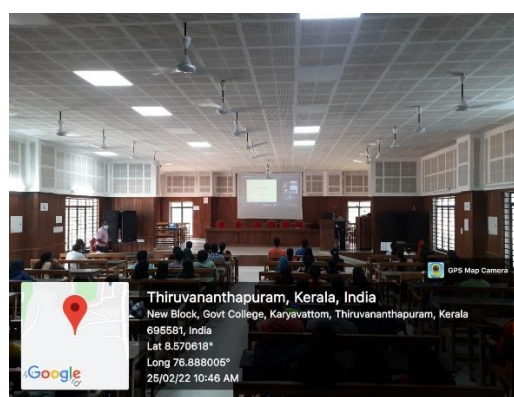 GPS Map Camera
Thiruvananthapuram, Kerala, India
New Block, Govt College, Karyavattom, Thiruvananthapuram, Kerala
695581, India
Lat 8.570618°
Long 76.888005°
25/02/22 10:46 AM
Google